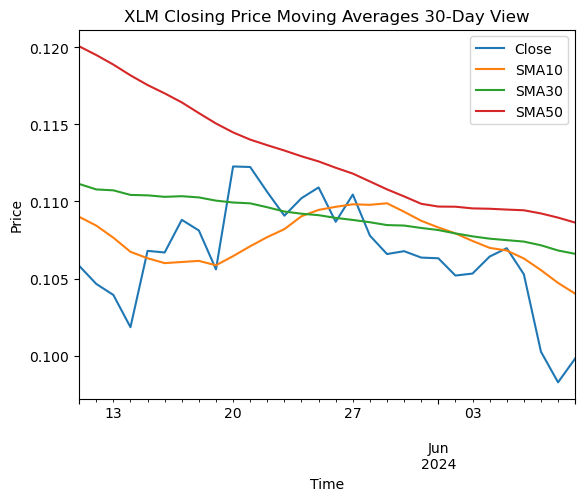 XLM Closing Price Moving Averages 30-Day View
Close
SMA10
SMA30
SMA50
Price
0.120
0.115
0.110
0.105
0.100
13
20
27
03
Jun
2024
Time